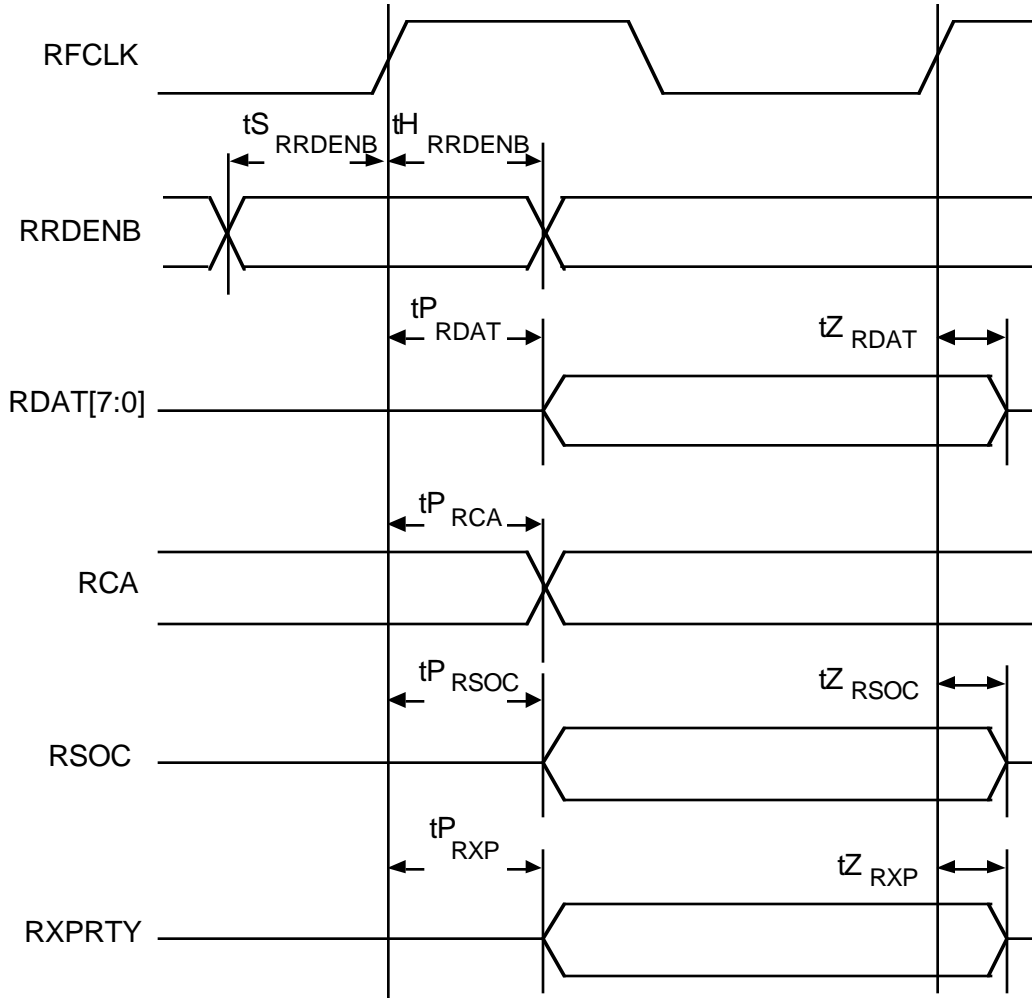 RFCLK
tS RRDENB tH RRDENB
RRDENB
tP RDAT tZ RDAT
RDAT[7:0]
tP RCA
RCA
tP RSOC tZ RSOC
RSOC
tP RXP tZ RXP
RXPRTY